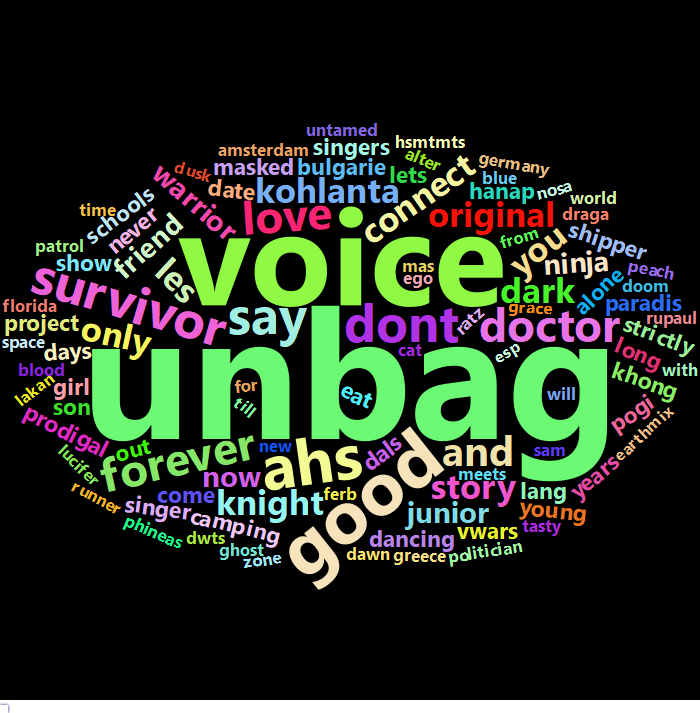 untamed
amsterdam
singers
hsmtmts
dusk
masked
bulgarie
lets
alter
germany
warrior
date
kohlanta
connect
blue
hanap
nosa
world
time
schools
never
love
original
draga
patrol
friend
voice
you
from
shipper
show
les
mas
ego
ninja
alone
peach
survivor
say
dark
doom
florida
grace
paradis
rupaul
project
only
dont
ratz
doctor
strictly
space
days
unbag
cat
esp
long
with
blood
girl
for
eat
will
khong
lakan
son
till
pogi
prodigal
out
forever
new
dals
good
and
sam
earthmix
lucifer
ahs
now
meets
years
runner
come
knight
ferb
story
lang
phineas
singer
camping
junior
young
dwts
vwars
tasty
ghost
dancing
zone
dawn
greece
politician